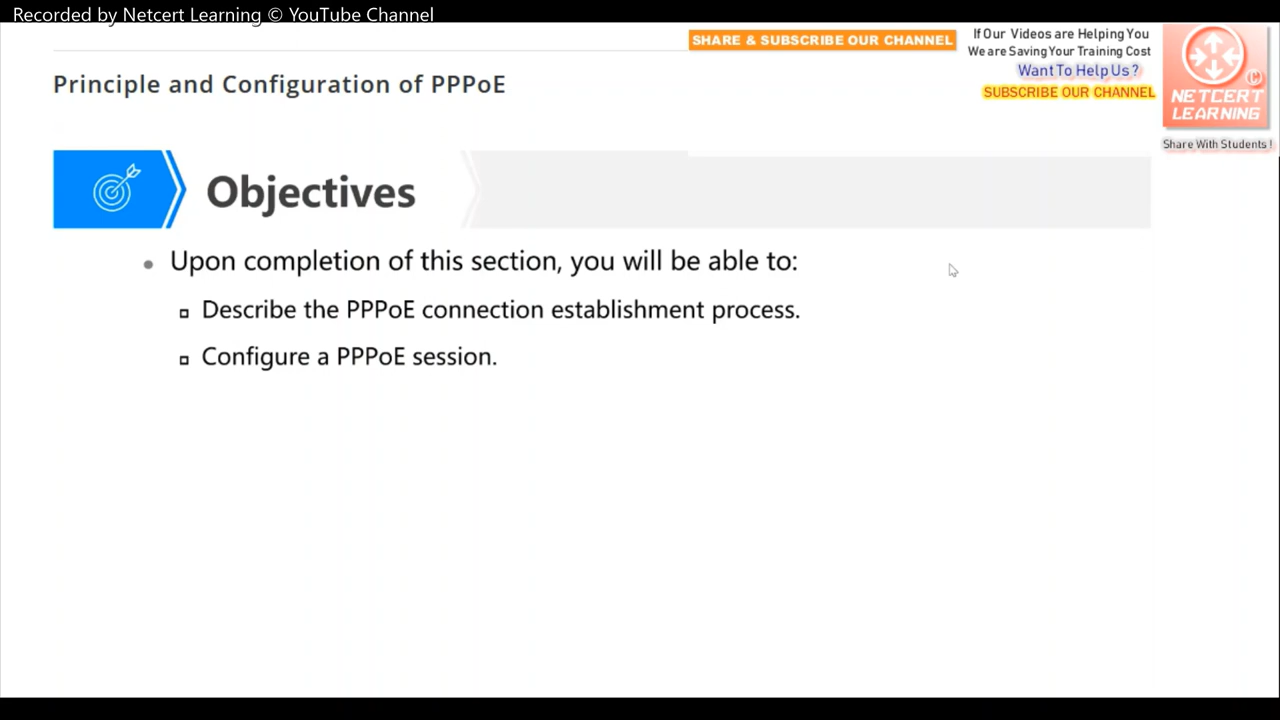 Recorded by Netcert Learning © YouTube Channel
SHARE & SUBSCRIBE OUR CHANNEL
If Our Videos are Helping You
We are Saving Your Training Cost
Want To Help Us ?
SUBSCRIBE OUR CHANNEL
©
NETCERT
LEARNING
Share With Students !
Principle and Configuration of PPPoE
Objectives
• Upon completion of this section, you will be able to:
▫ Describe the PPPoE connection establishment process.
▫ Configure a PPPoE session.